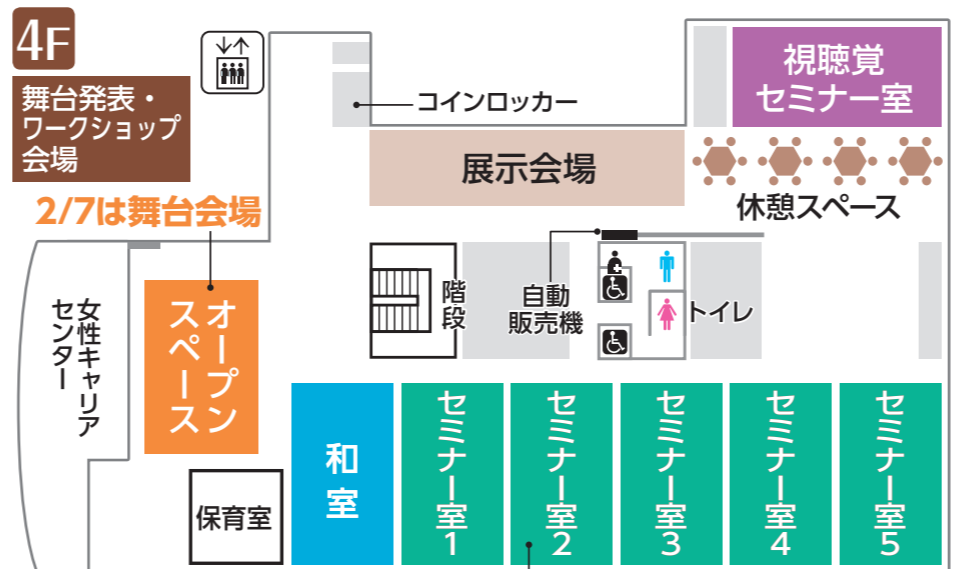 4F
舞台発表・
ワークショップ
会場
2/7は舞台会場
コインロッカー
展示会場
視聴覚
セミナー室
休憩スペース
女性キャリア
センター
オープン
スペース
階段
自動
販売機
トイレ
保育室
和室
セミナー室1
セミナー室2
セミナー室3
セミナー室4
セミナー室5